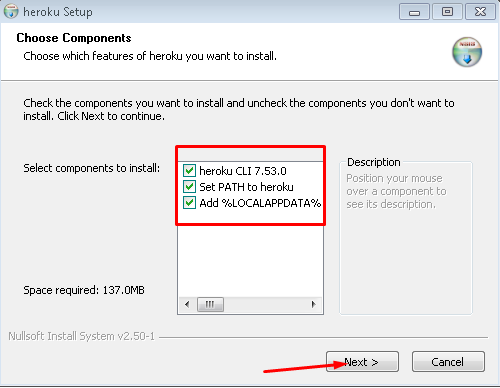 heroku Setup
Choose Components
Choose which features of heroku you want to install.
Check the components you want to install and uncheck the components you don't want to
install. Click Next to continue.
Select components to install:
heroku CLI 7.53.0
Set PATH to heroku
Add %LOCALAPPDATA%
Description
Position your mouse
over a component to
see its description.
Space required: 137.0MB
Nullsoft Install System v2.50-1
Next >
Cancel